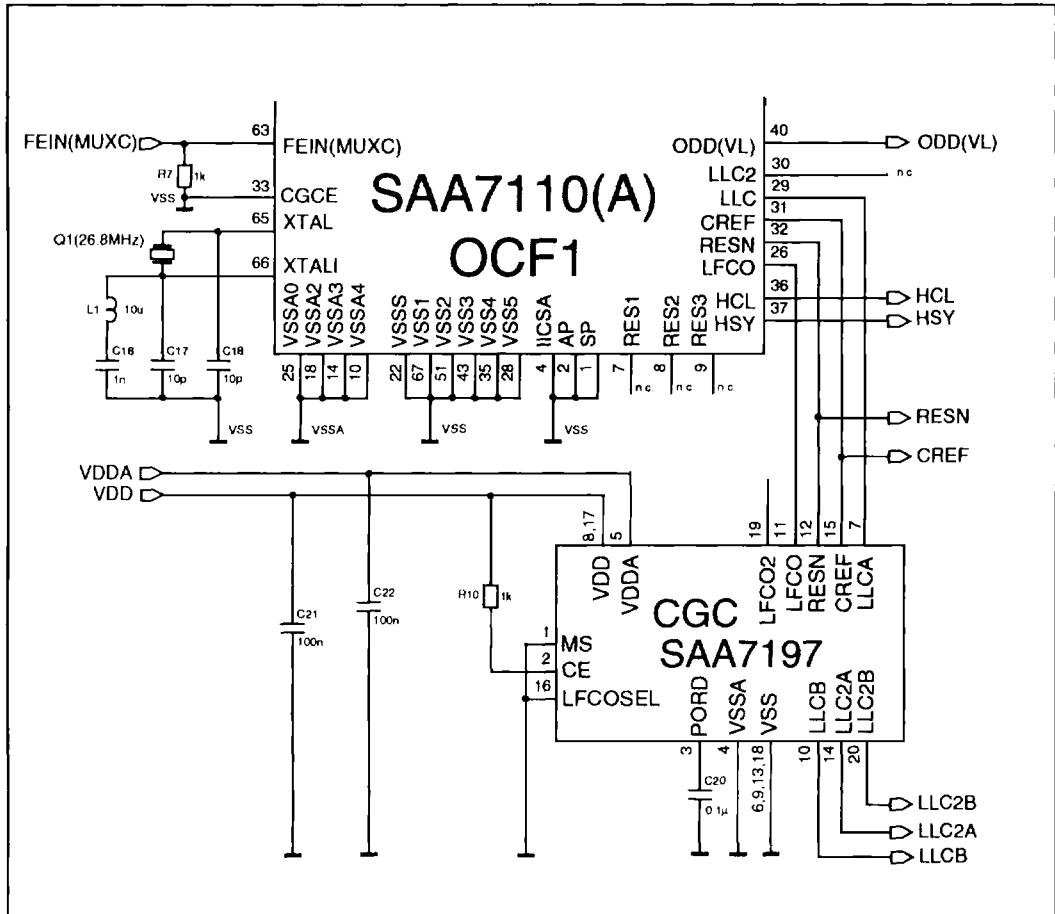 FEIN(MUXC)
63
FEIN(MUXC)
R7
1k
VSS
33
CGCE
65
XTAL
Q1(26.8MHz)
66
XTALI
L1
10u
C16
1n
C17
10p
C18
10p
VSS
SAA7110(A)
OCF1
ODD(VL)
40
ODD(VL)
LLC2
30
n c
LLC
29
CREF
31
RESN
32
LFCO
26
HCL
36
HCL
HSY
37
HSY
VSSA0
VSSA2
VSSA3
VSSA4
VSSS
VSS1
VSS2
VSS3
VSS4
VSS5
IICSA
AP
SP
RES1
RES2
RES3
25
18
14
10
22
67
51
43
35
28
4
2
1
7
8
9
n c.
n c.
n c.
VSSA
VSS
VSS
RESN
CREF
VDDA
VDD
8,17
5
19
11
12
15
7
VDD
VDDA
LFCO2
LFCO
RESN
CREF
LLCA
C21
100n
C22
100n
R10
1k
CGC
SAA7197
1
MS
2
CE
16
LFCOSEL
PORD
VSSA
VSS
LLCB
LLC2A
LLC2B
3
4
6,9,13,18
10
14
20
C20
0.1µ
LLC2B
LLC2A
LLCB